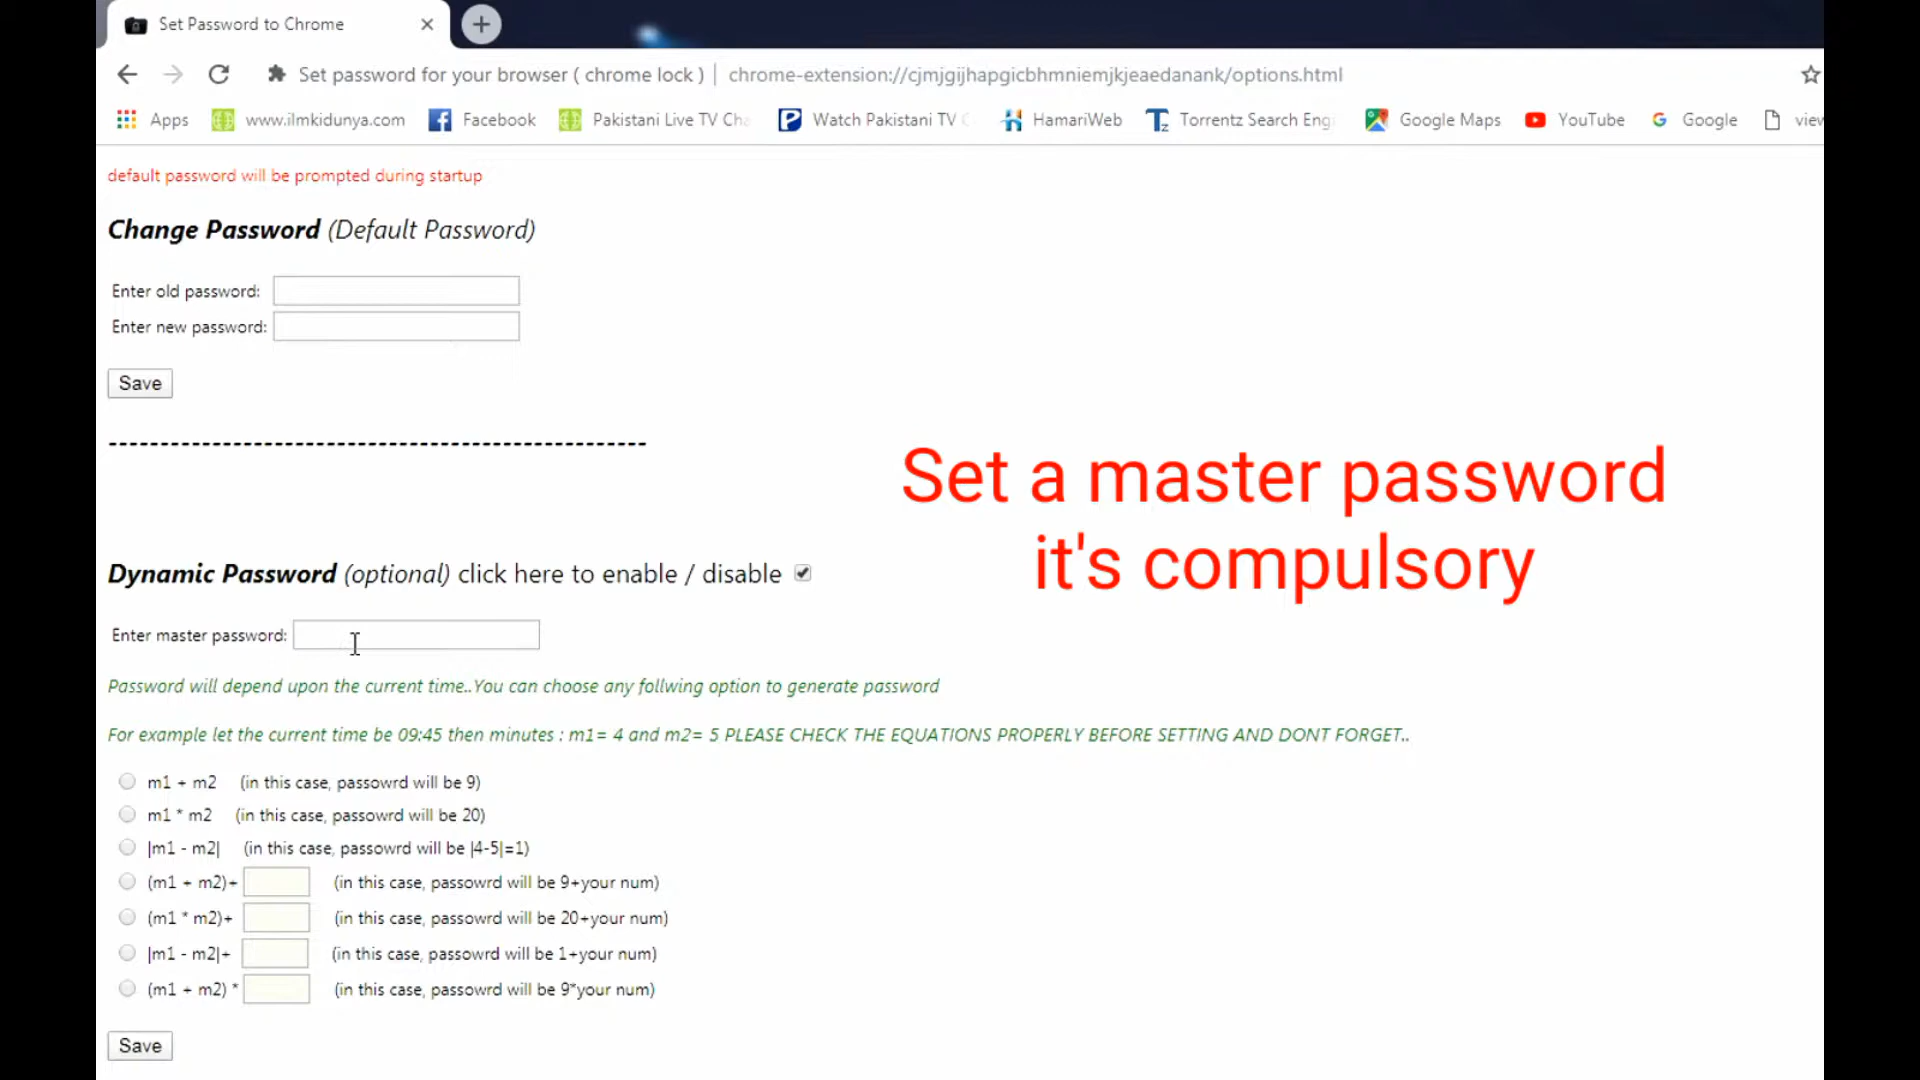 Set Password to Chrome
Set password for your browser ( chrome lock ) | chrome-extension://cjmjgijhapgicbhmniemjkjeaedanank/options.html
Apps www.ilmkidunya.com Facebook Pakistani Live TV Cha Watch Pakistani TV C HamariWeb Torrentz Search Eng Google Maps YouTube Google view
default password will be prompted during startup
Change Password (Default Password)
Enter old password:
Enter new password:
Save
----------------------------------------------------
Set a master password
it's compulsory
Dynamic Password (optional) click here to enable / disable
Enter master password:
Password will depend upon the current time..You can choose any follwing option to generate password
For example let the current time be 09:45 then minutes : m1= 4 and m2= 5 PLEASE CHECK THE EQUATIONS PROPERLY BEFORE SETTING AND DONT FORGET..
m1 + m2 (in this case, passowrd will be 9)
m1 * m2 (in this case, passowrd will be 20)
|m1 - m2| (in this case, passowrd will be |4-5|=1)
(m1 + m2)+ (in this case, passowrd will be 9+your num)
(m1 * m2)+ (in this case, passowrd will be 20+your num)
|m1 - m2|+ (in this case, passowrd will be 1+your num)
(m1 + m2) * (in this case, passowrd will be 9*your num)
Save